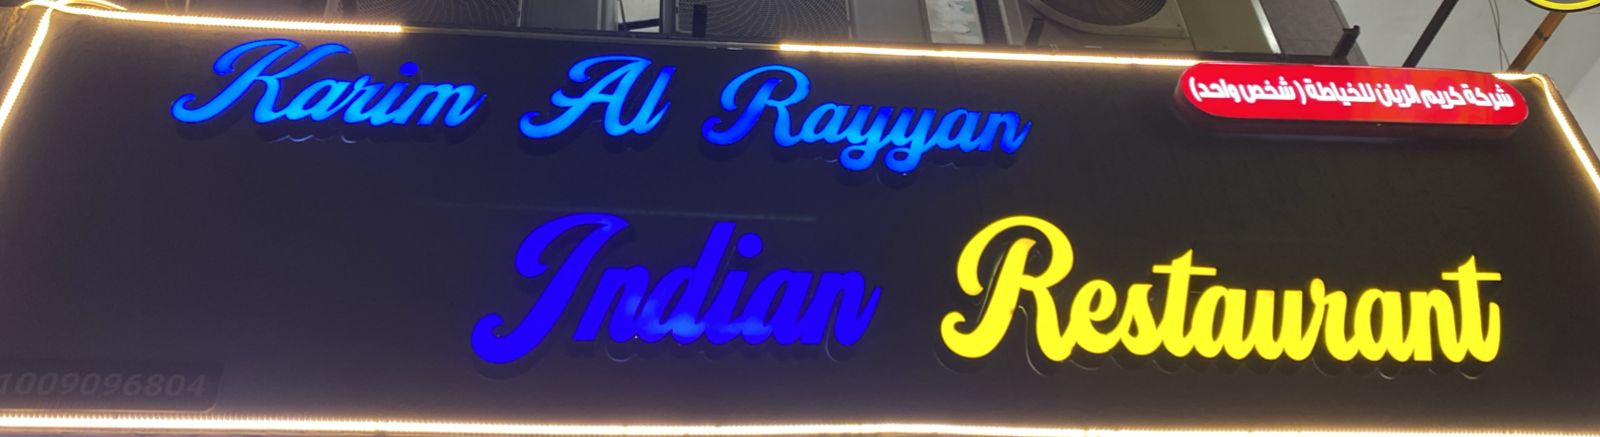 Karim Al Rayyan
شركة كريم الريان للخياطة (شخص واحد)
Indian Restaurant
1009096804